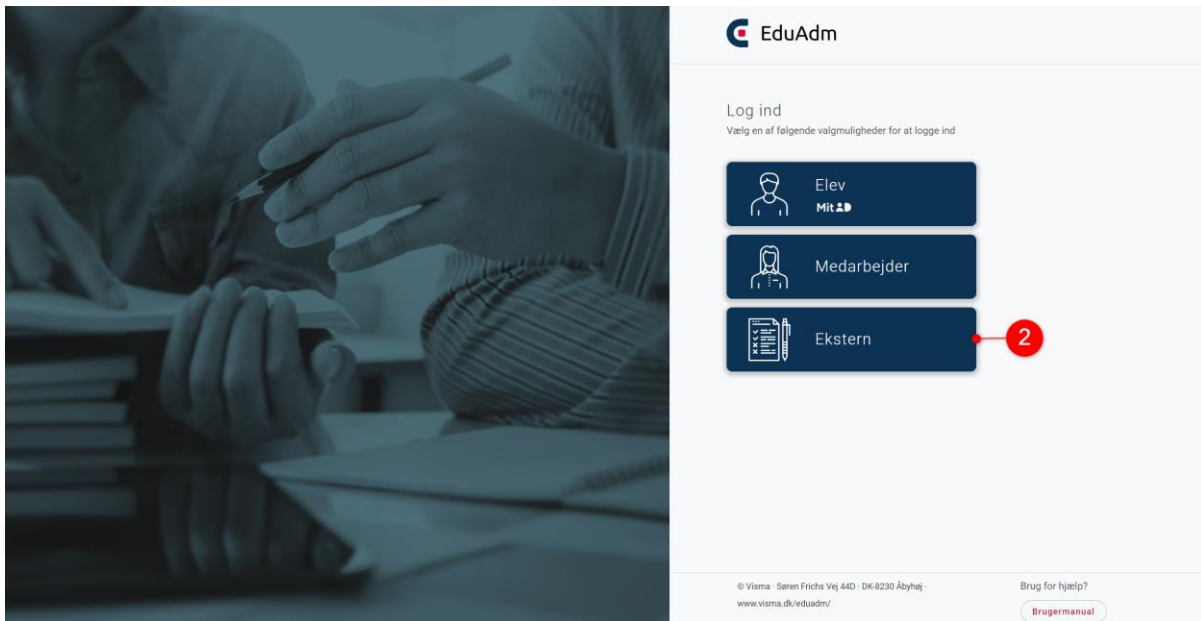 EduAdm
Log ind
Vælg en af følgende valgmuligheder for at logge ind
Elev
Mit ID
Medarbejder
Ekstern
2
© Visma · Søren Frichs Vej 44D · DK-8230 Åbyhøj ·
www.visma.dk/eduadm/
Brug for hjælp?
Brugermanual